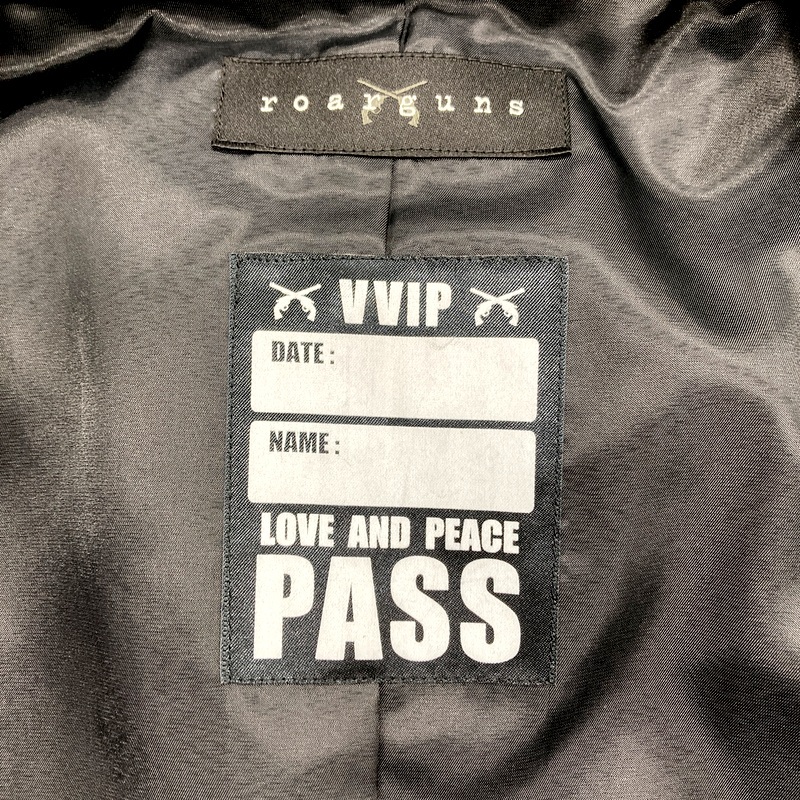 roarguns
VVIP
DATE:
NAME:
LOVE AND PEACE
PASS